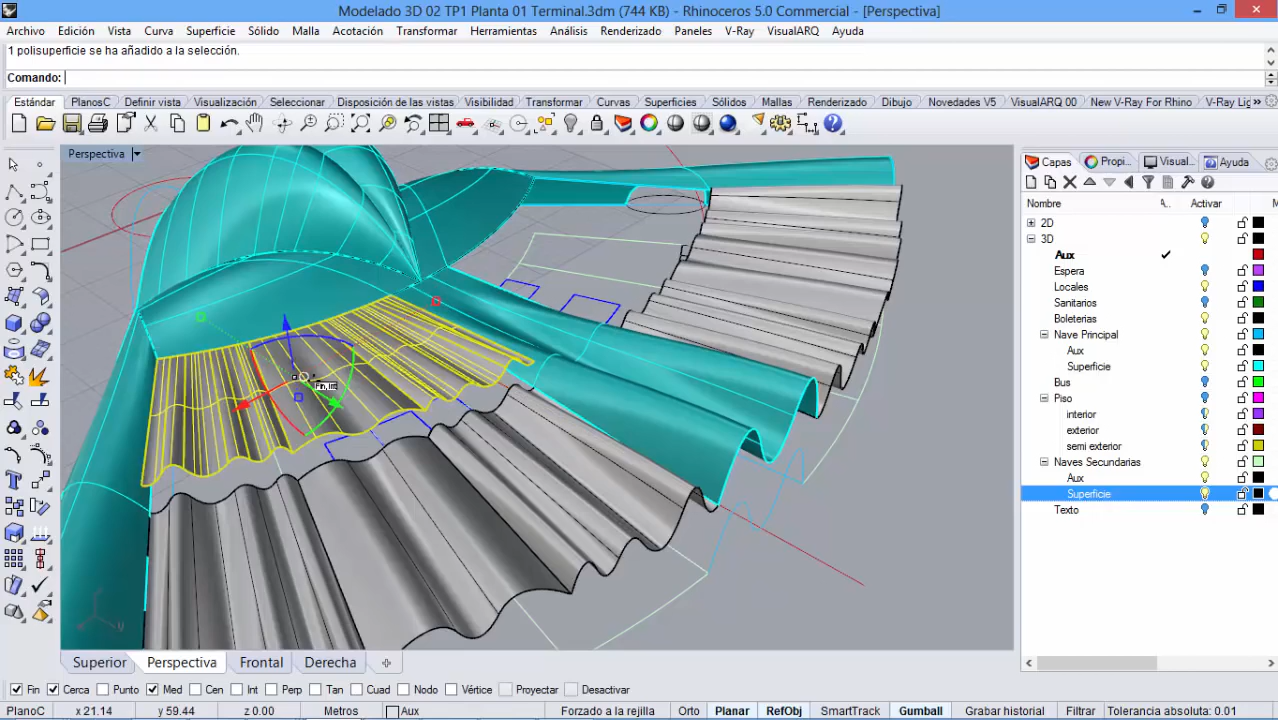 Modelado 3D 02 TP1 Planta 01 Terminal.3dm (744 KB) - Rhinoceros 5.0 Commercial - [Perspectiva]
Archivo Edición Vista Curva Superficie Sólido Malla Acotación Transformar Herramientas Análisis Renderizado Paneles V-Ray VisualARQ Ayuda
1 polisuperficie se ha añadido a la selección.
Comando:
Estándar PlanosC Definir vista Visualización Seleccionar Disposición de las vistas Visibilidad Transformar Curvas Superficies Sólidos Mallas Renderizado Dibujo Novedades V5 VisualARQ 00 New V-Ray For Rhino V-Ray Lig »
Perspectiva
Capas Propi... Visual... Ayuda
Nombre A... Activar M
2D
3D
Aux
Espera
Locales
Sanitarios
Boleterias
Nave Principal
Aux
Superficie
Bus
Piso
interior
exterior
semi exterior
Naves Secundarias
Aux
Superficie
Texto
Fin, Int
Superior Perspectiva Frontal Derecha
Fin Cerca Punto Med Cen Int Perp Tan Cuad Nodo Vértice Proyectar Desactivar
PlanoC x 21.14 y 59.44 z 0.00 Metros Aux Forzado a la rejilla Orto Planar RefObj SmartTrack Gumball Grabar historial Filtrar Tolerancia absoluta: 0.01